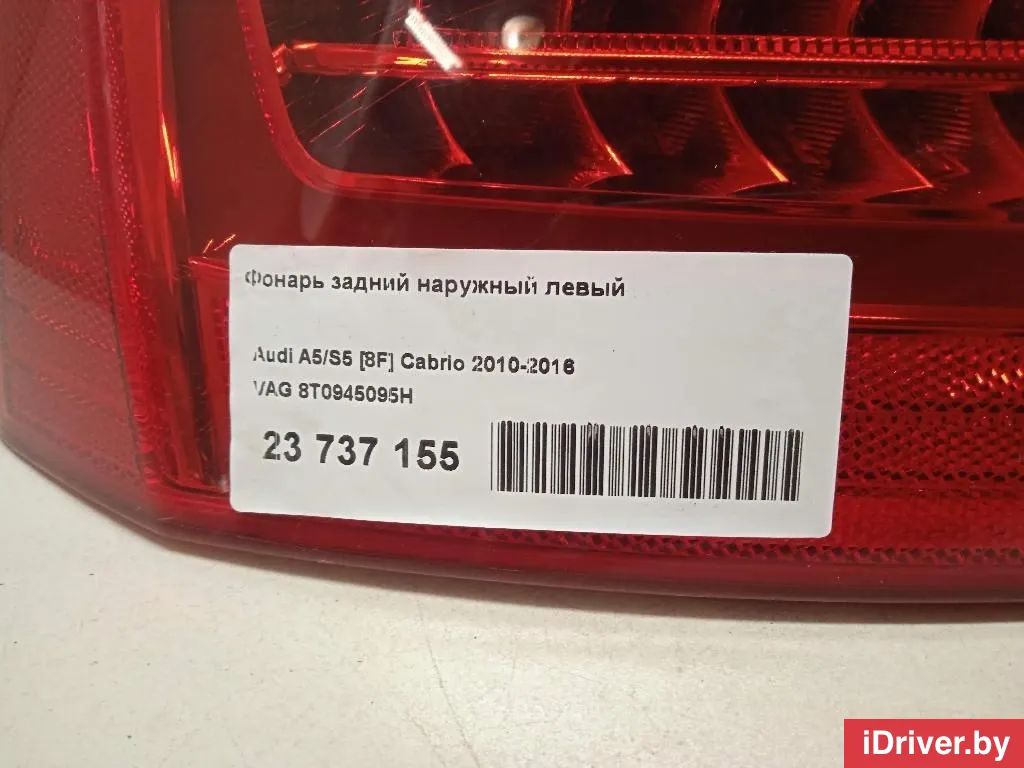 Фонарь задний наружный левый
Audi A5/S5 [8F] Cabrio 2010-2016
VAG 8T0945095H
23 737 155
iDriver.by